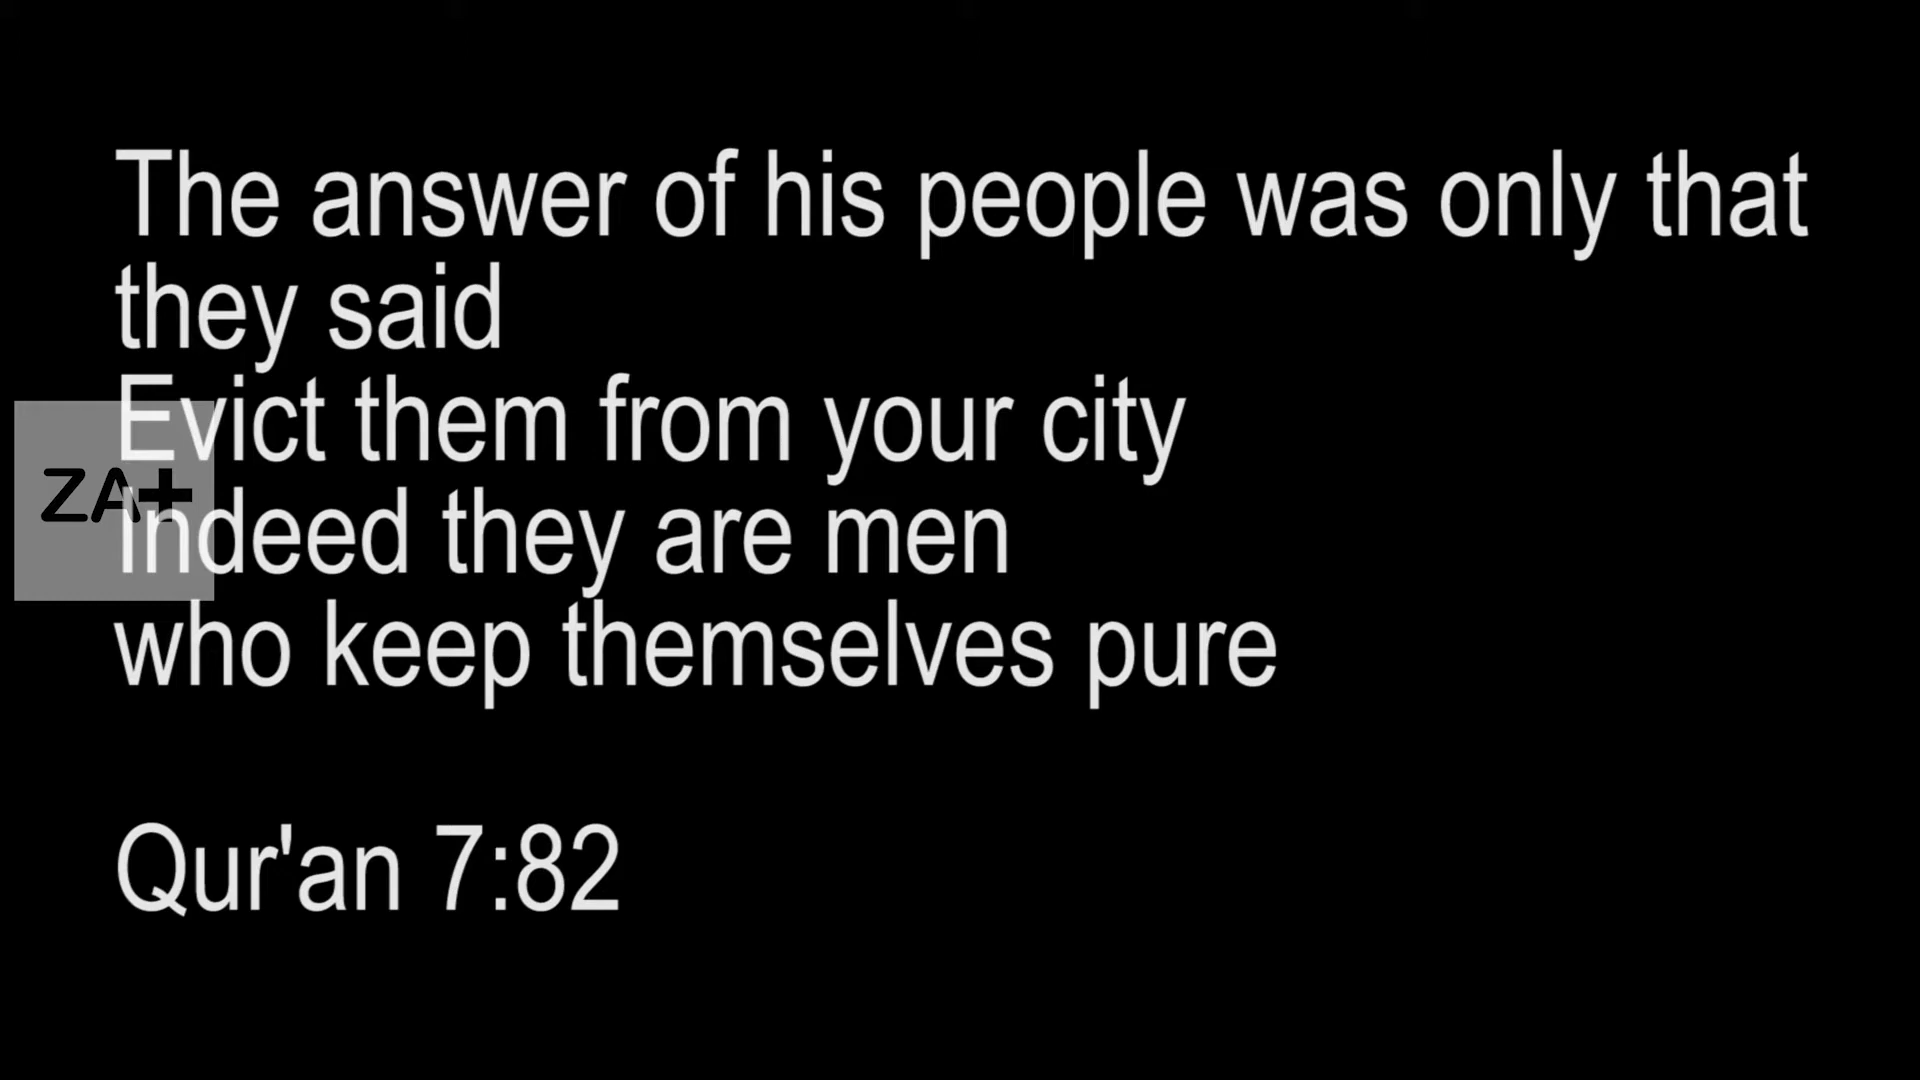 The answer of his people was only that
they said
Evict them from your city
ZA+
Indeed they are men
who keep themselves pure
Qur'an 7:82